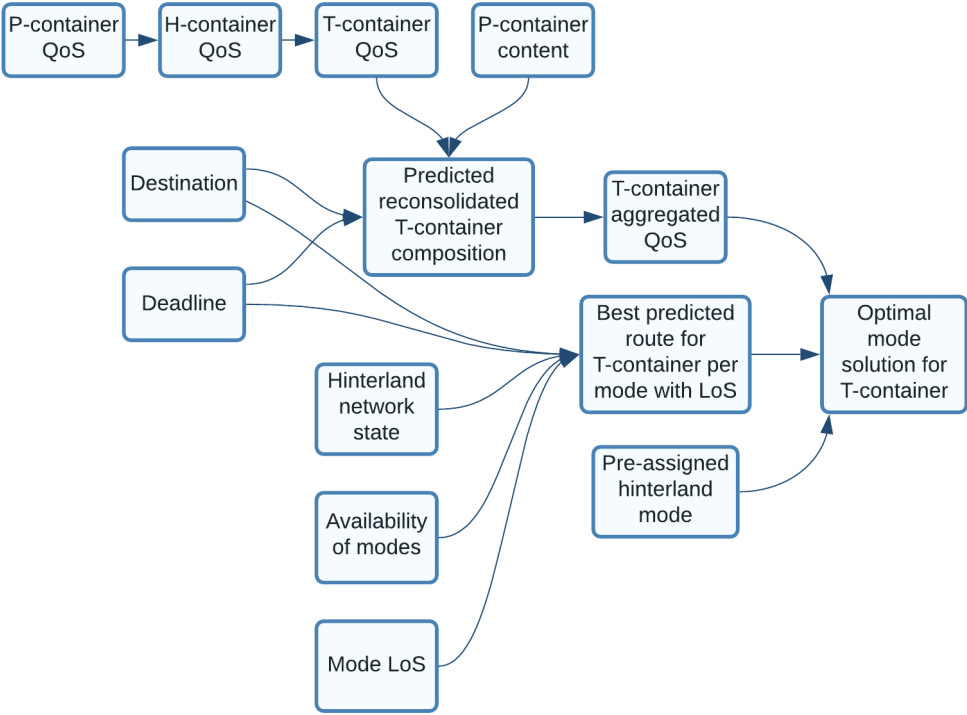 P-container
QoS
H-container
QoS
T-container
QoS
P-container
content
Destination
Predicted
reconsolidated
T-container
composition
T-container
aggregated
QoS
Deadline
Best predicted
route for
T-container per
mode with LoS
Optimal
mode
solution for
T-container
Hinterland
network
state
Pre-assigned
hinterland
mode
Availability
of modes
Mode LoS